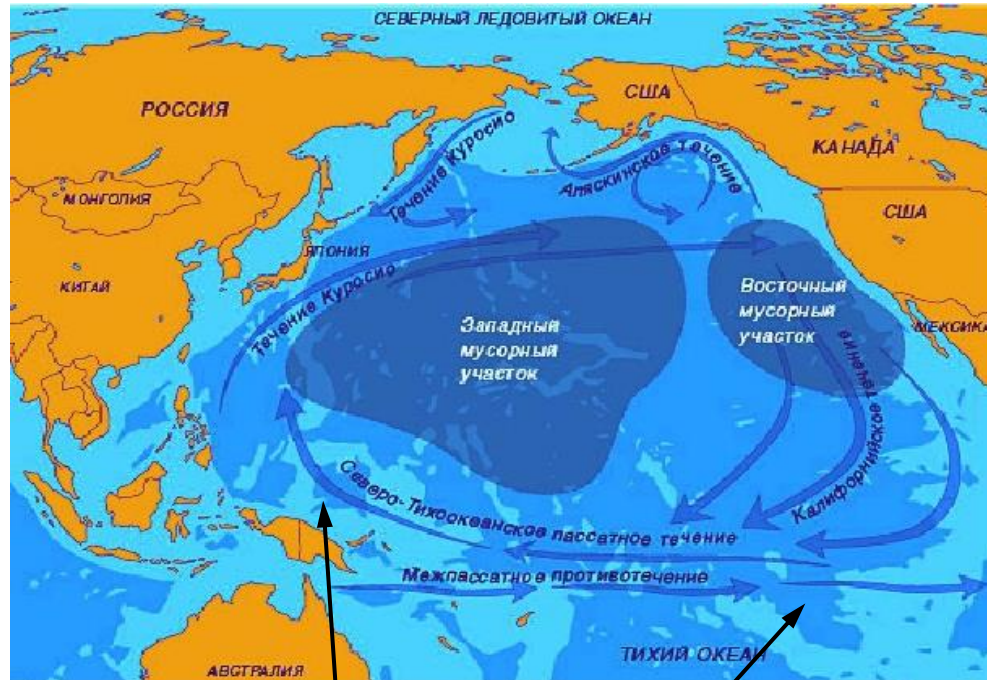 СЕВЕРНЫЙ ЛЕДОВИТЫЙ ОКЕАН
РОССИЯ
США
КАНАДА
Течение Куросио
Аляскинское течение
МОНГОЛИЯ
США
ЯПОНИЯ
КИТАЙ
Течение Куросио
Западный
мусорный
участок
Восточный
мусорный
участок
МЕКСИКА
Калифорнийское течение
Северо-Тихоокеанское пассатное течение
Межпассатное противотечение
ТИХИЙ ОКЕАН
АВСТРАЛИЯ